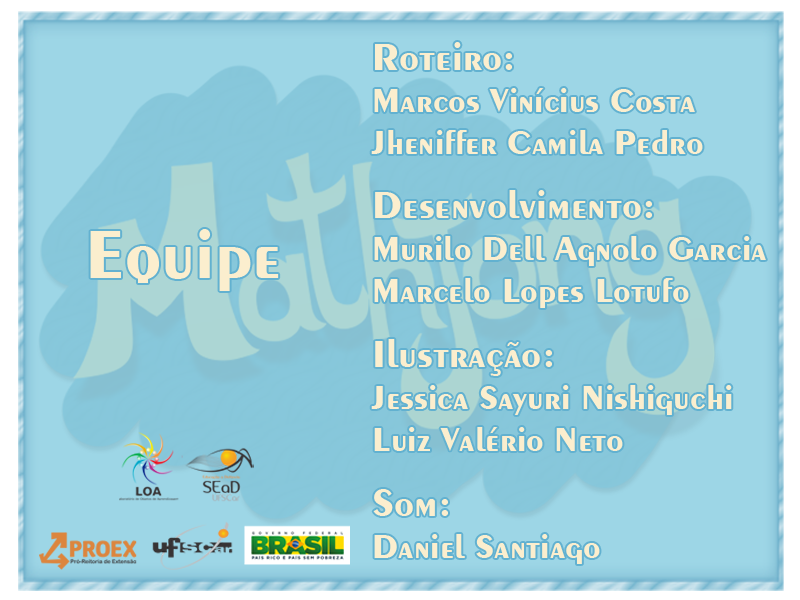 Equipe
Mathjong
Roteiro:
Marcos Vinícius Costa
Jheniffer Camila Pedro
Desenvolvimento:
Murilo Dell Agnolo Garcia
Marcelo Lopes Lotufo
Ilustração:
Jessica Sayuri Nishiguchi
Luiz Valério Neto
Som:
Daniel Santiago
LOA
SEaD
UFSCar
PROEX
Pró-Reitoria de Extensão
ufscar
GOVERNO FEDERAL
BRASIL
PAÍS RICO E PAÍS SEM POBREZA